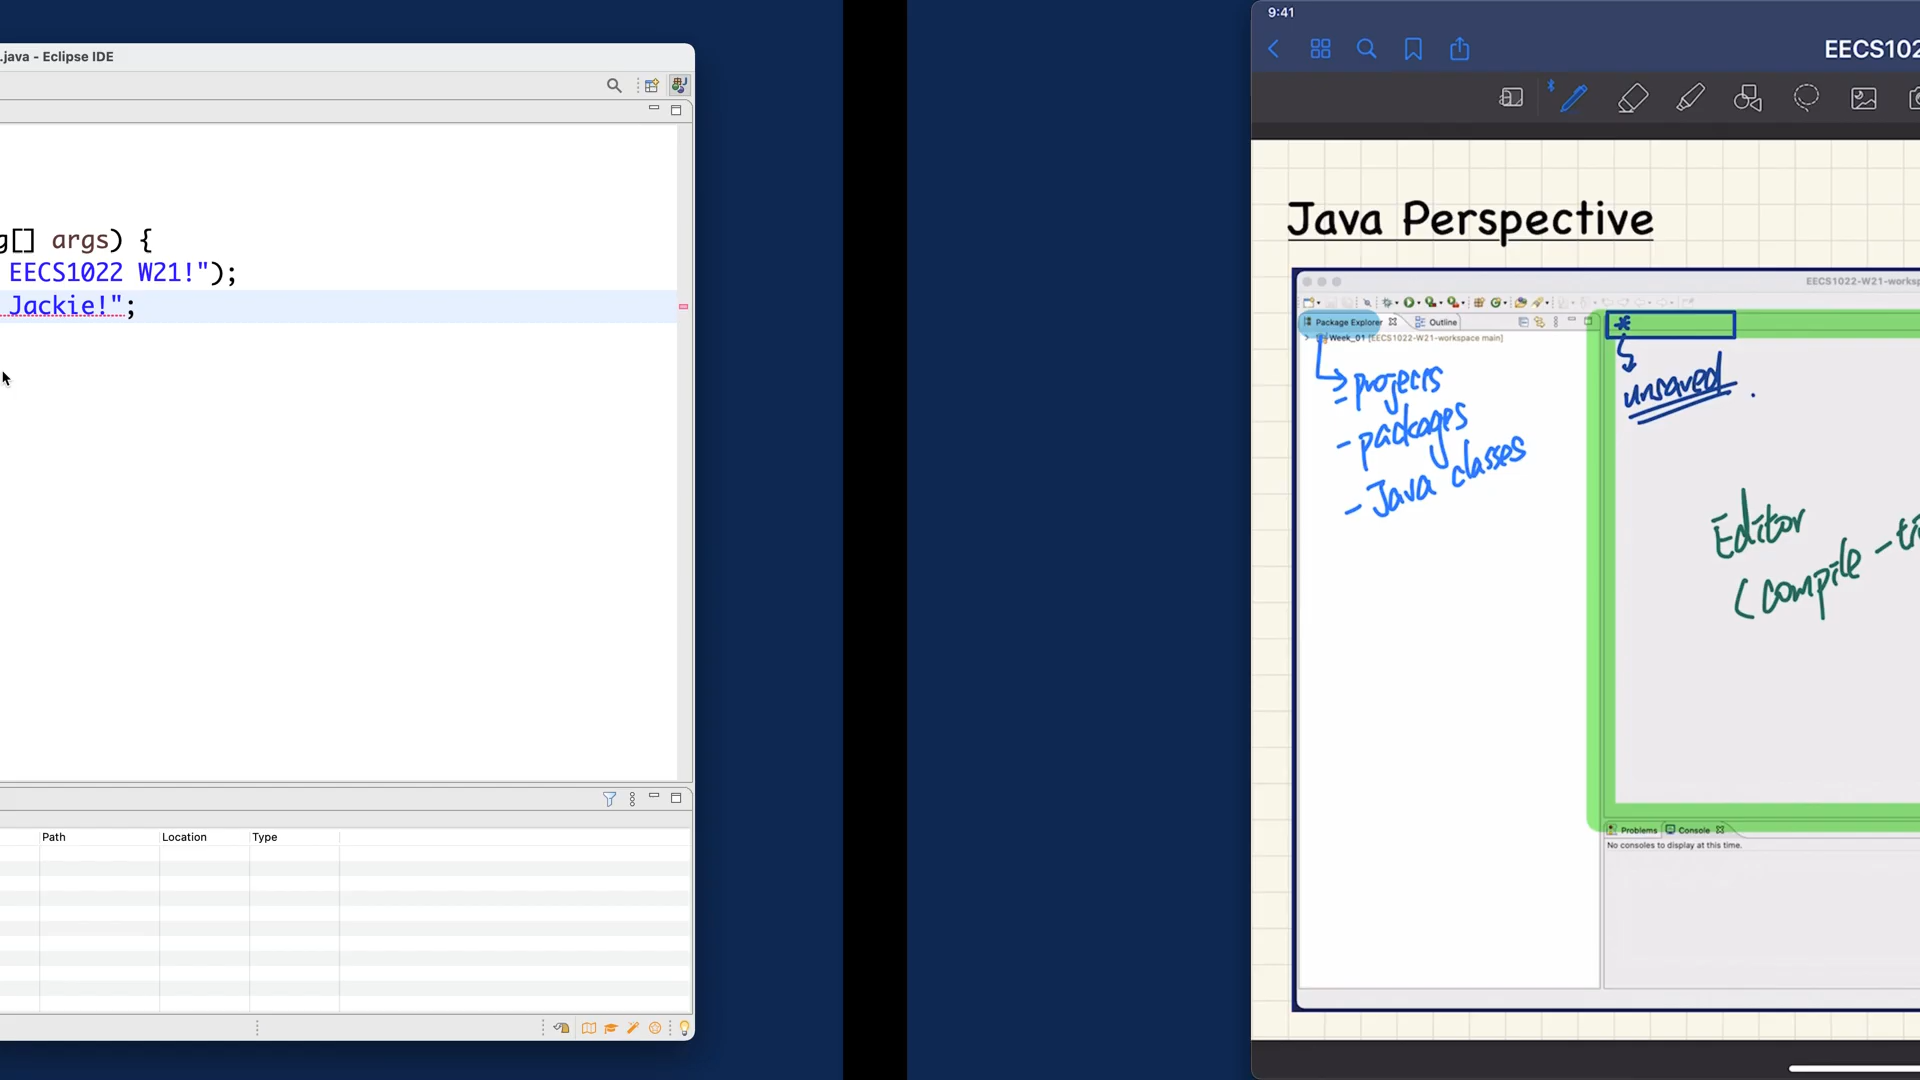 .java - Eclipse IDE
g[] args) {
EECS1022 W21!");
Jackie!";
Path Location Type
9:41
EECS102
Java Perspective
EECS1022-W21-worksp
Package Explorer Outline
Week_01 [EECS1022-W21-workspace main]
projects
- packages
- Java classes
*
unsaved.
Editor
(compile - ti
Problems Console
No consoles to display at this time.